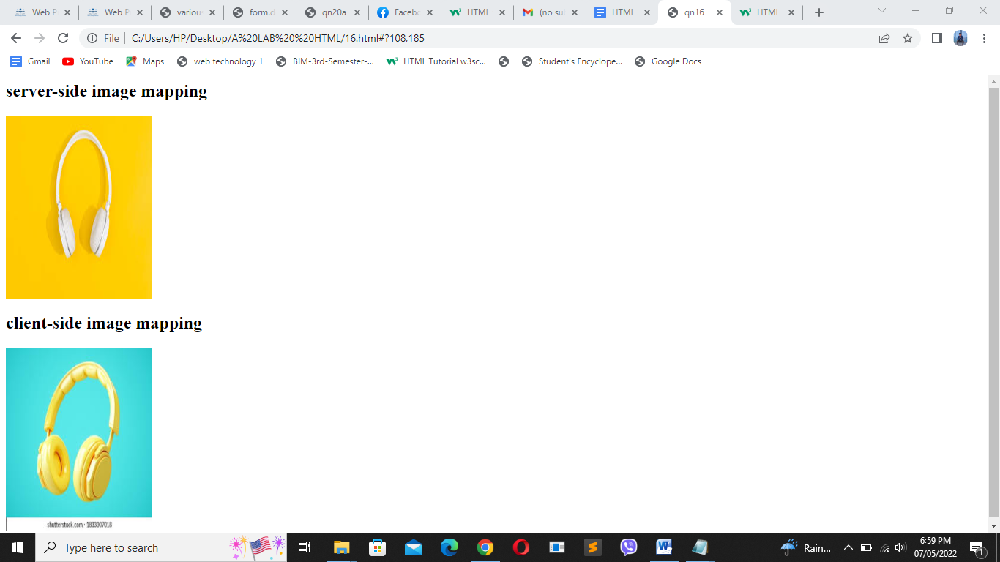 Web P
Web P
variou
form.d
qn20a
Facebo
HTML
(no su
HTML
qn16
HTML
File
C:/Users/HP/Desktop/A%20LAB%20%20HTML/16.html#?108,185
Gmail
YouTube
Maps
web technology 1
BIM-3rd-Semester-...
HTML Tutorial w3sc...
Student's Encyclope...
Google Docs
server-side image mapping
client-side image mapping
shutterstock.com • 1833307018
Type here to search
Rain...
6:59 PM
07/05/2022
1